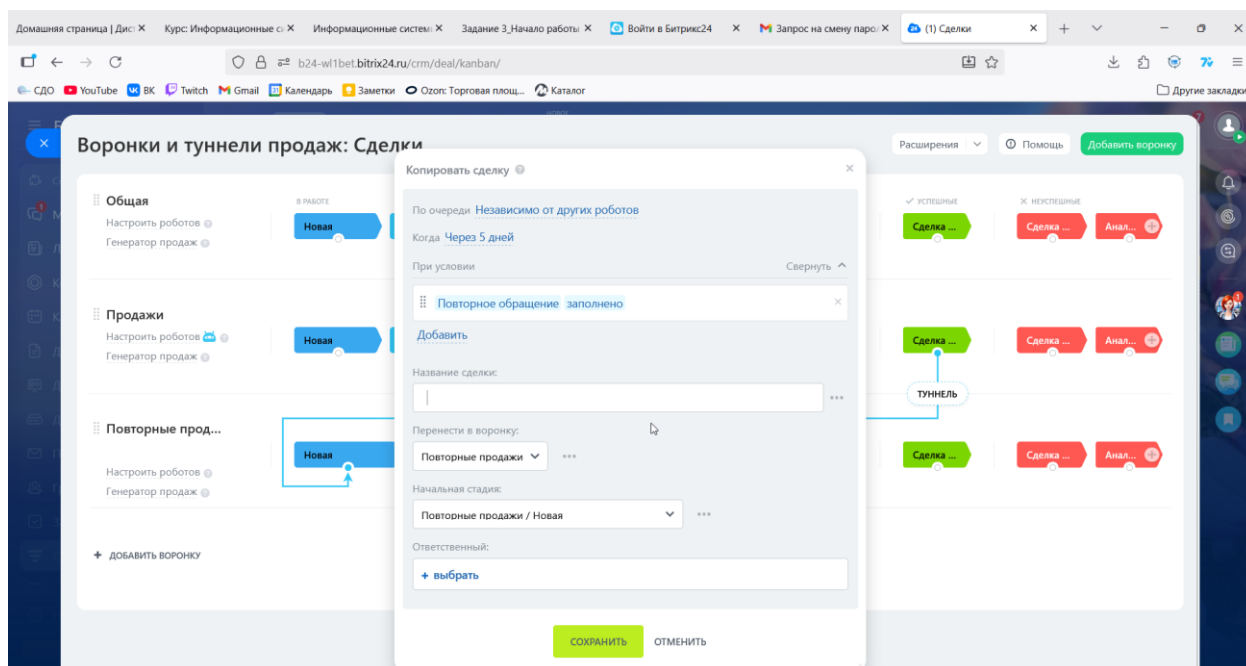 Домашняя страница | Дис
Курс: Информационные с
Информационные систем
Задание 3_Начало работы
Войти в Битрикс24
Запрос на смену паро
(1) Сделки
b24-wl1bet.bitrix24.ru/crm/deal/kanban/
СДО
YouTube
ВК
Twitch
Gmail
Календарь
Заметки
Ozon: Торговая площ...
Каталог
Другие закладки
Воронки и туннели продаж: Сделки
Расширения
Помощь
Добавить воронку
Общая
Настроить роботов
Генератор продаж
В РАБОТЕ
Новая
УСПЕШНЫЕ
Сделка ...
НЕУСПЕШНЫЕ
Сделка ...
Анал...
Продажи
Настроить роботов
Генератор продаж
Новая
Сделка ...
Сделка ...
Анал...
ТУННЕЛЬ
Повторные прод...
Настроить роботов
Генератор продаж
Новая
Сделка ...
Сделка ...
Анал...
+ ДОБАВИТЬ ВОРОНКУ
Копировать сделку
По очереди Независимо от других роботов
Когда Через 5 дней
При условии
Свернуть
Повторное обращение заполнено
Добавить
Название сделки:
Перенести в воронку:
Повторные продажи
Начальная стадия:
Повторные продажи / Новая
Ответственный:
+ выбрать
СОХРАНИТЬ
ОТМЕНИТЬ